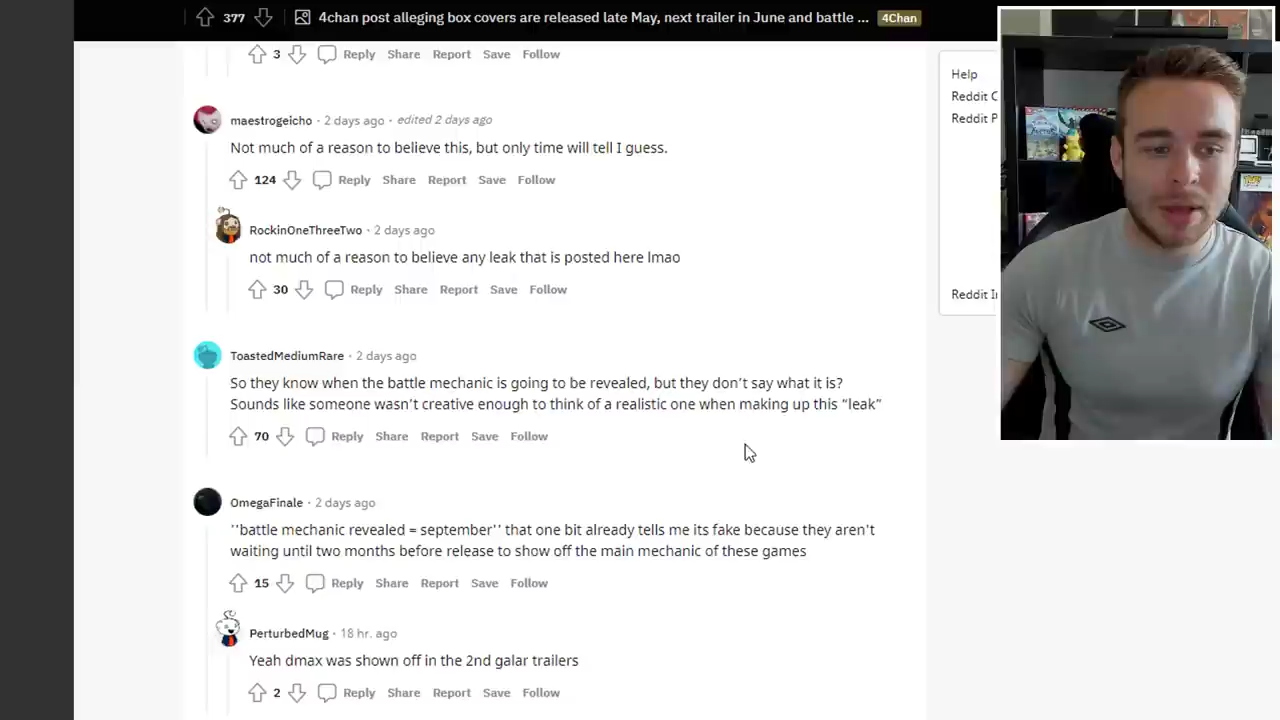 377 4chan post alleging box covers are released late May, next trailer in June and battle ... 4Chan
3 Reply Share Report Save Follow
maestrogeicho · 2 days ago · edited 2 days ago
Not much of a reason to believe this, but only time will tell I guess.
124 Reply Share Report Save Follow
RockinOneThreeTwo · 2 days ago
not much of a reason to believe any leak that is posted here lmao
30 Reply Share Report Save Follow
ToastedMediumRare · 2 days ago
So they know when the battle mechanic is going to be revealed, but they don't say what it is?
Sounds like someone wasn't creative enough to think of a realistic one when making up this “leak”
70 Reply Share Report Save Follow
OmegaFinale · 2 days ago
''battle mechanic revealed = september'' that one bit already tells me its fake because they aren't
waiting until two months before release to show off the main mechanic of these games
15 Reply Share Report Save Follow
PerturbedMug · 18 hr. ago
Yeah dmax was shown off in the 2nd galar trailers
2 Reply Share Report Save Follow
Help
Reddit C
Reddit P
Reddit I